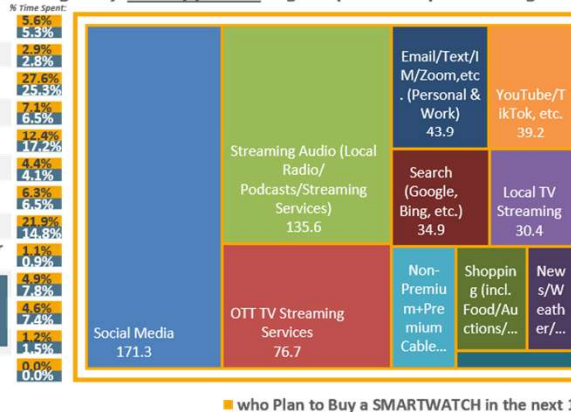 % Time Spent:
5.6%
5.3%
2.9%
2.8%
27.6%
25.3%
7.1%
6.5%
12.4%
17.2%
4.4%
4.1%
6.3%
6.5%
21.9%
14.8%
1.1%
0.9%
4.9%
7.8%
4.6%
7.4%
1.2%
1.5%
0.0%
0.0%
Social Media
171.3
Streaming Audio (Local
Radio/
Podcasts/Streaming
Services)
135.6
OTT TV Streaming
Services
76.7
Email/Text/I
M/Zoom,etc
. (Personal &
Work)
43.9
YouTube/T
ikTok, etc.
39.2
Search
(Google,
Bing, etc.)
34.9
Local TV
Streaming
30.4
Non-
Premiu
m+Pre
mium
Cable...
Shoppin
g (incl.
Food/Au
ctions/...
New
s/W
eath
er/...
who Plan to Buy a SMARTWATCH in the next 1